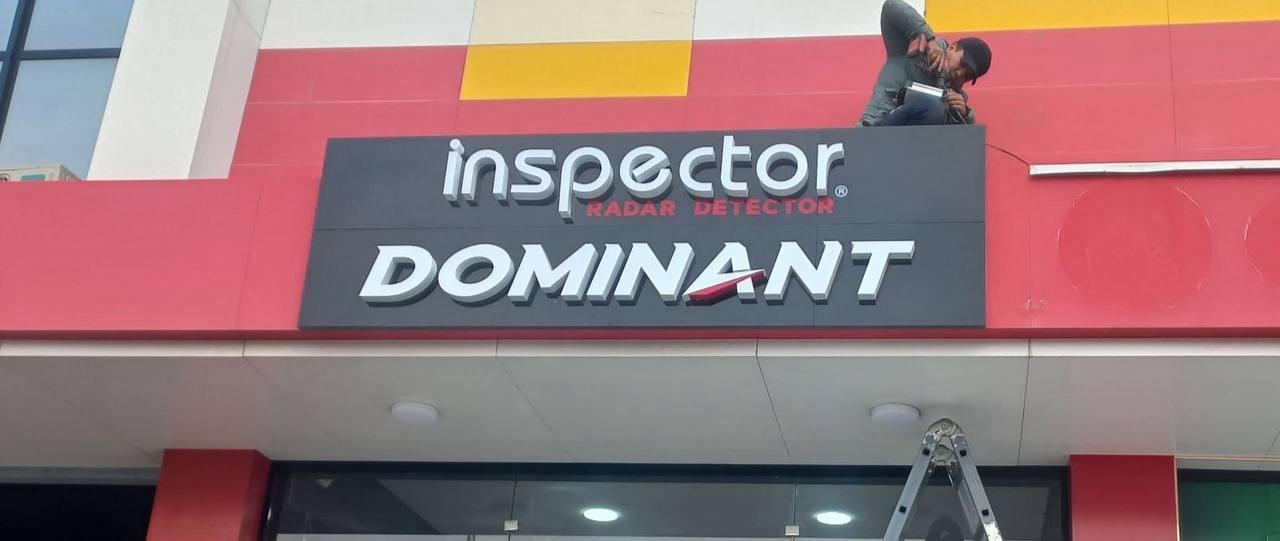 inspector®
RADAR DETECTOR
DOMINANT